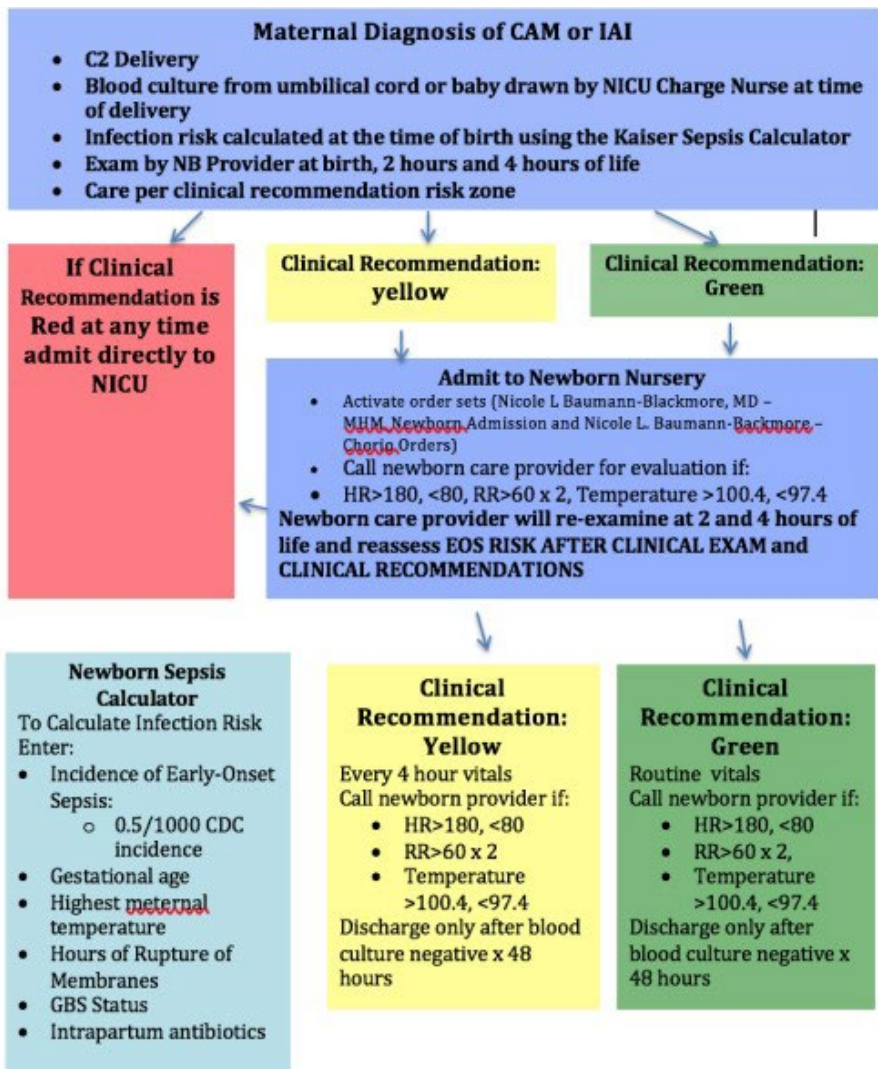 Maternal Diagnosis of CAM or IAI
• C2 Delivery
• Blood culture from umbilical cord or baby drawn by NICU Charge Nurse at time
of delivery
• Infection risk calculated at the time of birth using the Kaiser Sepsis Calculator
• Exam by NB Provider at birth, 2 hours and 4 hours of life
• Care per clinical recommendation risk zone
If Clinical
Recommendation is
Red at any time
admit directly to
NICU
Clinical Recommendation:
yellow
Clinical Recommendation:
Green
Admit to Newborn Nursery
• Activate order sets (Nicole L Baumann-Blackmore, MD –
MHM Newborn Admission and Nicole L. Baumann-Backmore –
Chorio Orders)
• Call newborn care provider for evaluation if:
• HR>180, <80, RR>60 x 2, Temperature >100.4, <97.4
Newborn care provider will re-examine at 2 and 4 hours of
life and reassess EOS RISK AFTER CLINICAL EXAM and
CLINICAL RECOMMENDATIONS
Newborn Sepsis
Calculator
To Calculate Infection Risk
Enter:
• Incidence of Early-Onset
Sepsis:
o 0.5/1000 CDC
incidence
• Gestational age
• Highest meternal
temperature
• Hours of Rupture of
Membranes
• GBS Status
• Intrapartum antibiotics
Clinical
Recommendation:
Yellow
Every 4 hour vitals
Call newborn provider if:
• HR>180, <80
• RR>60 x 2
• Temperature
>100.4, <97.4
Discharge only after blood
culture negative x 48
hours
Clinical
Recommendation:
Green
Routine vitals
Call newborn provider if:
• HR>180, <80
• RR>60 x 2,
• Temperature
>100.4, <97.4
Discharge only after
blood culture negative x
48 hours